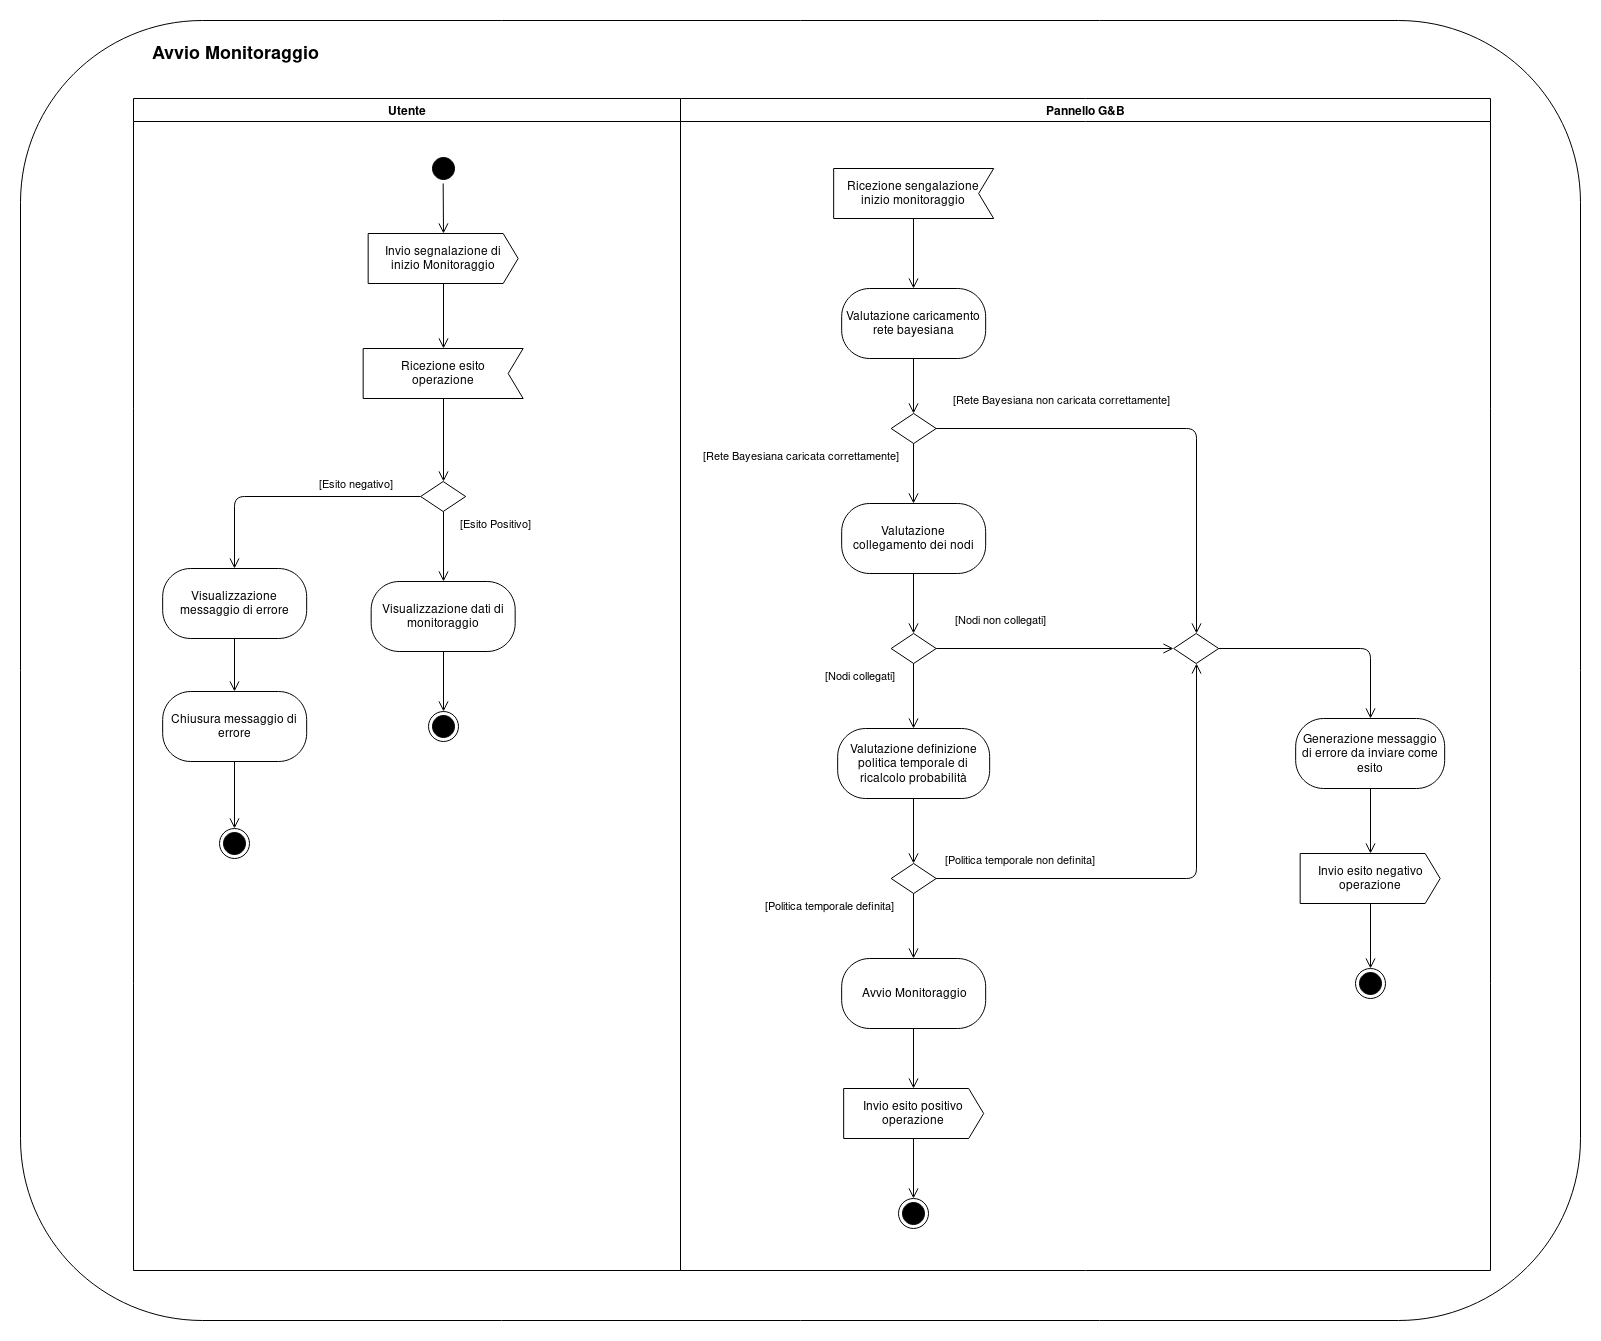 Avvio Monitoraggio
Utente
Pannello G&B
Invio segnalazione di
inizio Monitoraggio
Ricezione esito
operazione
[Esito negativo]
[Esito Positivo]
Visualizzazione
messaggio di errore
Visualizzazione dati di
monitoraggio
Chiusura messaggio di
errore
Ricezione sengalazione
inizio monitoraggio
Valutazione caricamento
rete bayesiana
[Rete Bayesiana non caricata correttamente]
[Rete Bayesiana caricata correttamente]
Valutazione
collegamento dei nodi
[Nodi non collegati]
[Nodi collegati]
Valutazione definizione
politica temporale di
ricalcolo probabilità
[Politica temporale non definita]
[Politica temporale definita]
Avvio Monitoraggio
Invio esito positivo
operazione
Generazione messaggio
di errore da inviare come
esito
Invio esito negativo
operazione